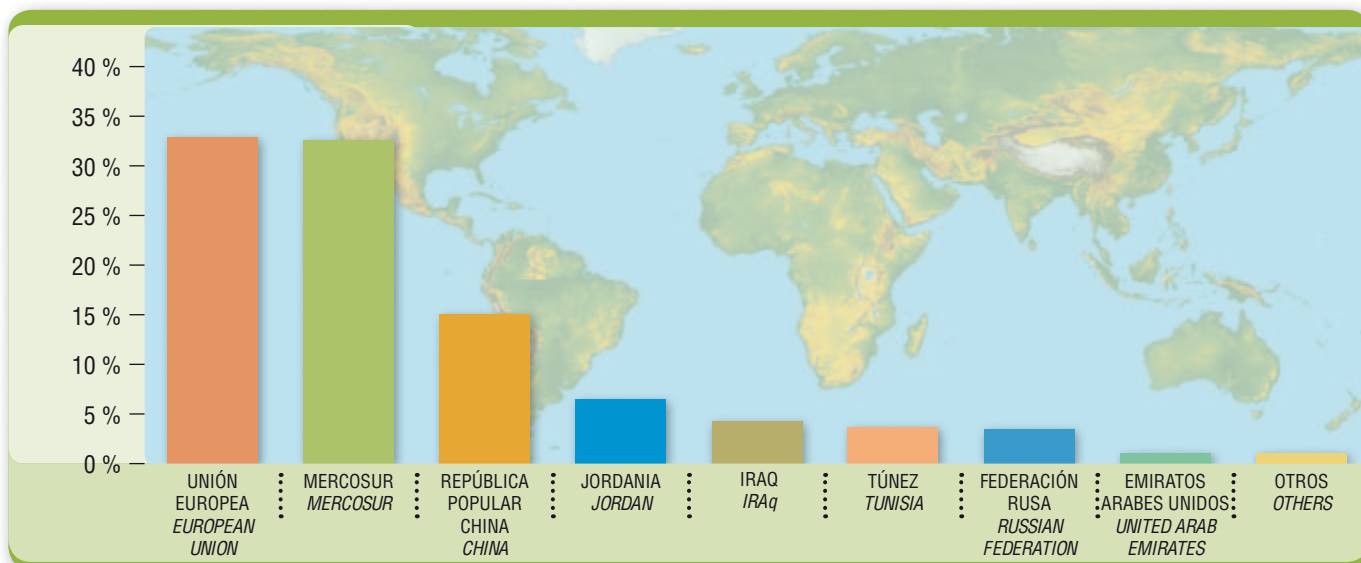 40 %
35 %
30 %
25 %
20 %
15 %
10 %
5 %
0 %
UNIÓN
EUROPEA
EUROPEAN
UNION
MERCOSUR
MERCOSUR
REPÚBLICA
POPULAR
CHINA
CHINA
JORDANIA
JORDAN
IRAQ
IRAq
TÚNEZ
TUNISIA
FEDERACIÓN
RUSA
RUSSIAN
FEDERATION
EMIRATOS
ARABES UNIDOS
UNITED ARAB
EMIRATES
OTROS
OTHERS